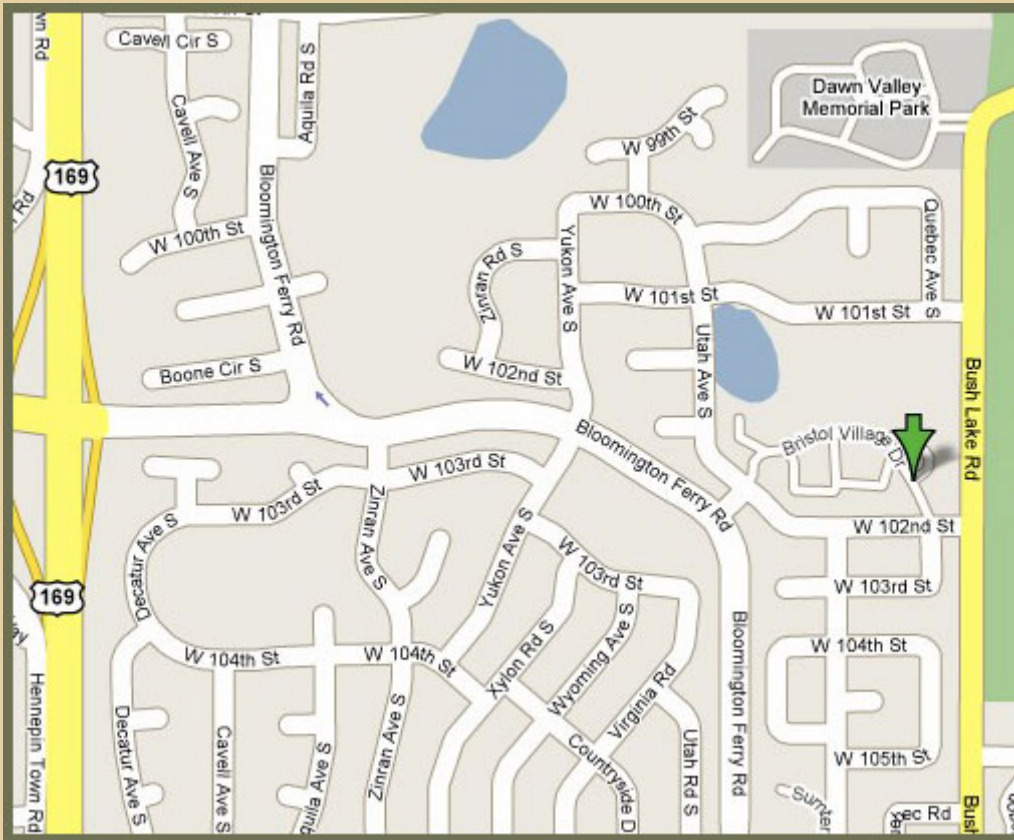 Cavell Cir S
Aquila Rd S
Cavell Ave S
Dawn Valley
Memorial Park
W 99th St
169
Bloomington Ferry Rd
W 100th St
W 100th St
Quebec Ave S
Zinran Rd S
Yukon Ave S
W 101st St
W 101st St
Utah Ave S
Boone Cir S
W 102nd St
Bush Lake Rd
Bloomington Ferry Rd
Bristol Village Dr
W 103rd St
W 103rd St
Zinran Ave S
Decatur Ave S
Yukon Ave S
W 102nd St
W 103rd St
W 103rd St
169
Bloomington Ferry Rd
W 104th St
W 104th St
W 104th St
Xylon Rd S
Wyoming Ave S
Virginia Rd
Hennepin Town Rd
Decatur Ave S
Cavell Ave S
quila Ave S
Zinran Ave S
Countryside D
Utah Rd S
W 105th St
Sumter
ec Rd
Bush